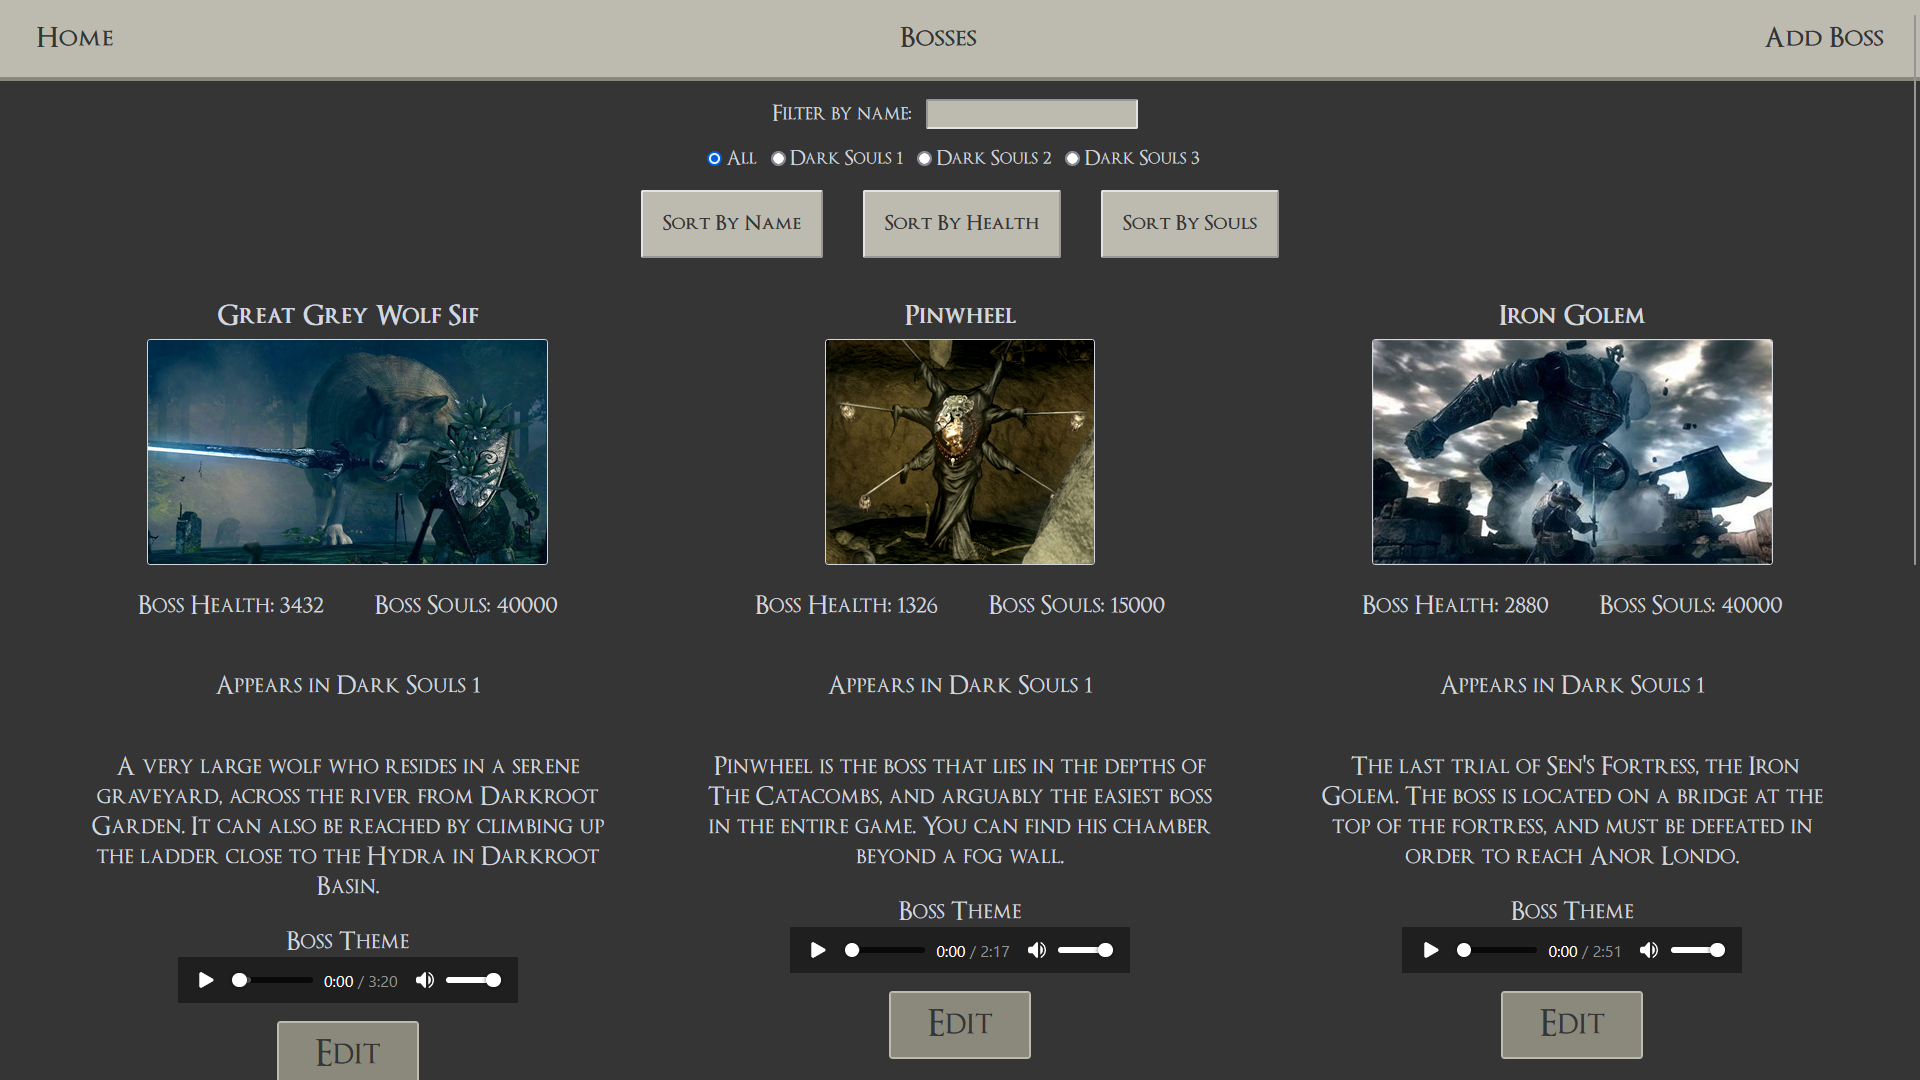 Home Bosses Add Boss
Filter by name:
All Dark Souls 1 Dark Souls 2 Dark Souls 3
Sort By Name Sort By Health Sort By Souls
Great Grey Wolf Sif
Boss Health: 3432 Boss Souls: 40000
Appears in Dark Souls 1
A very large wolf who resides in a serene
graveyard, across the river from Darkroot
Garden. It can also be reached by climbing up
the ladder close to the Hydra in Darkroot
Basin.
Boss Theme
0:00 / 3:20
Edit
Pinwheel
Boss Health: 1326 Boss Souls: 15000
Appears in Dark Souls 1
Pinwheel is the boss that lies in the depths of
The Catacombs, and arguably the easiest boss
in the entire game. You can find his chamber
beyond a fog wall.
Boss Theme
0:00 / 2:17
Edit
Iron Golem
Boss Health: 2880 Boss Souls: 40000
Appears in Dark Souls 1
The last trial of Sen's Fortress, the Iron
Golem. The boss is located on a bridge at the
top of the fortress, and must be defeated in
order to reach Anor Londo.
Boss Theme
0:00 / 2:51
Edit